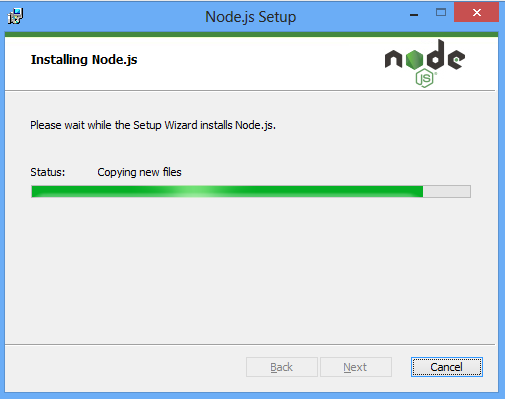 Node.js Setup
Installing Node.js
node
JS
Please wait while the Setup Wizard installs Node.js.
Status: Copying new files
Back Next Cancel